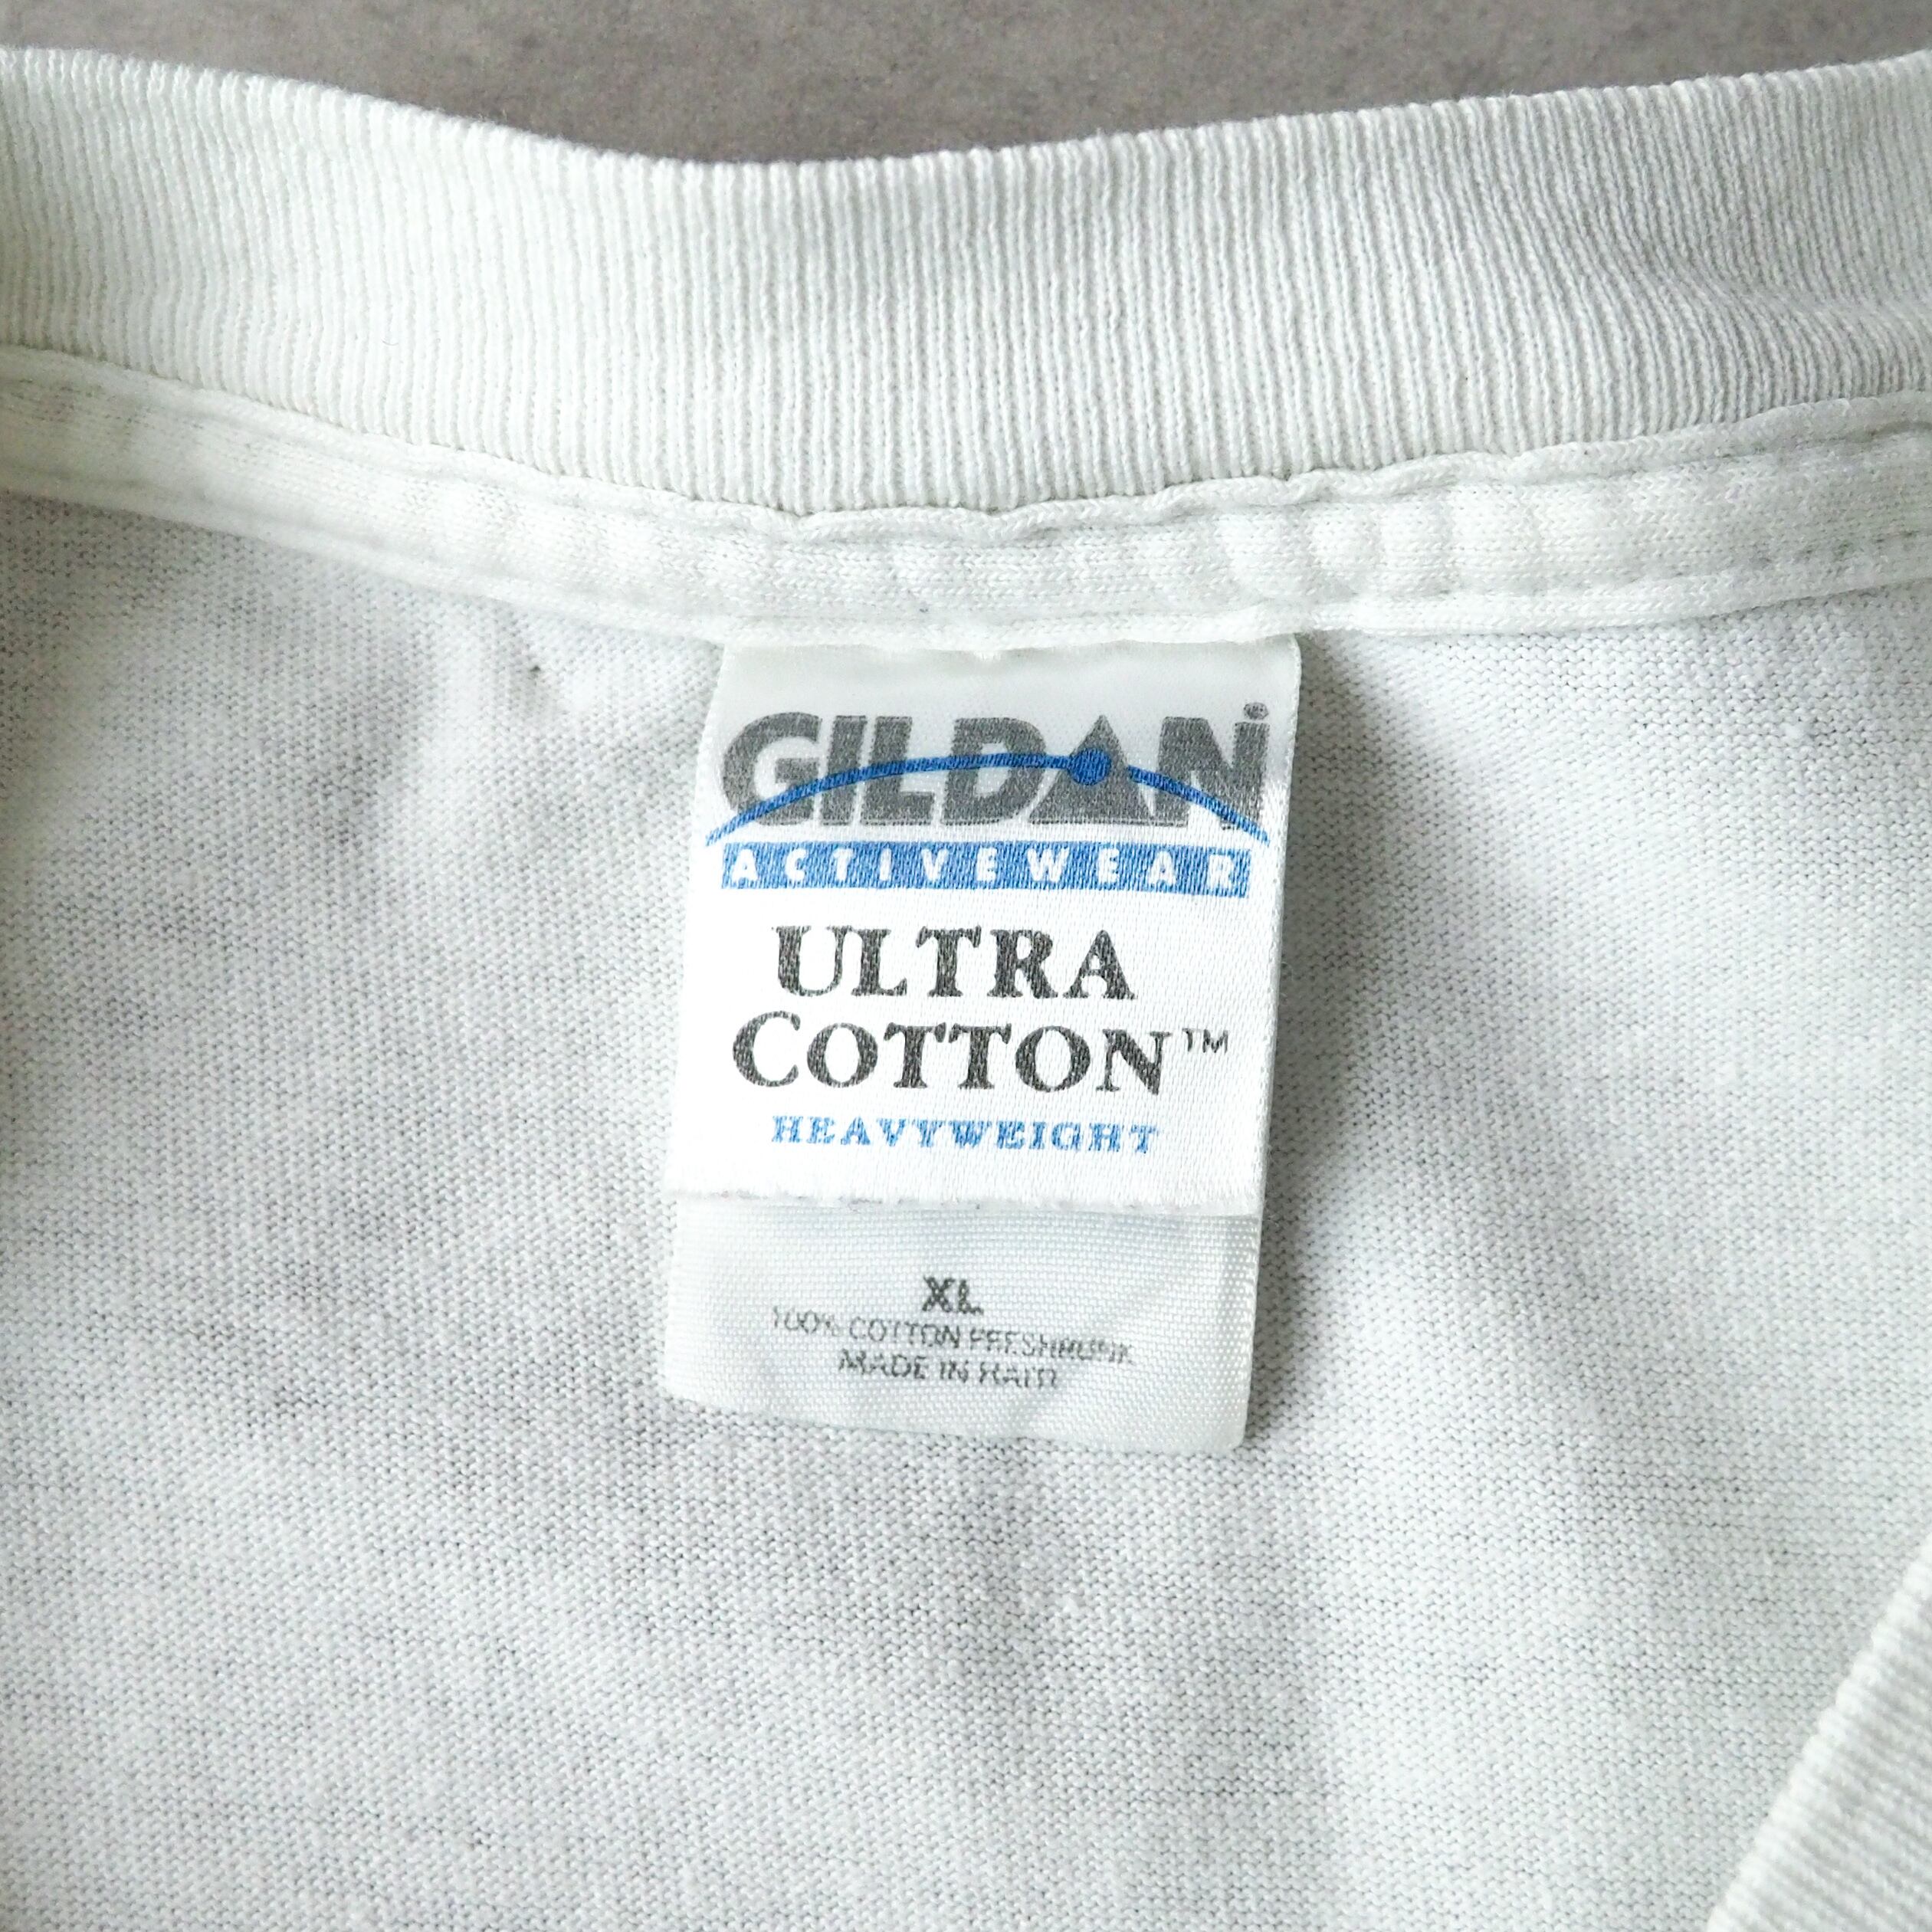 GILDAN®
ACTIVEWEAR
ULTRA
COTTON™
HEAVYWEIGHT
XL
100% COTTON PRESHRUNK
MADE IN HAITI